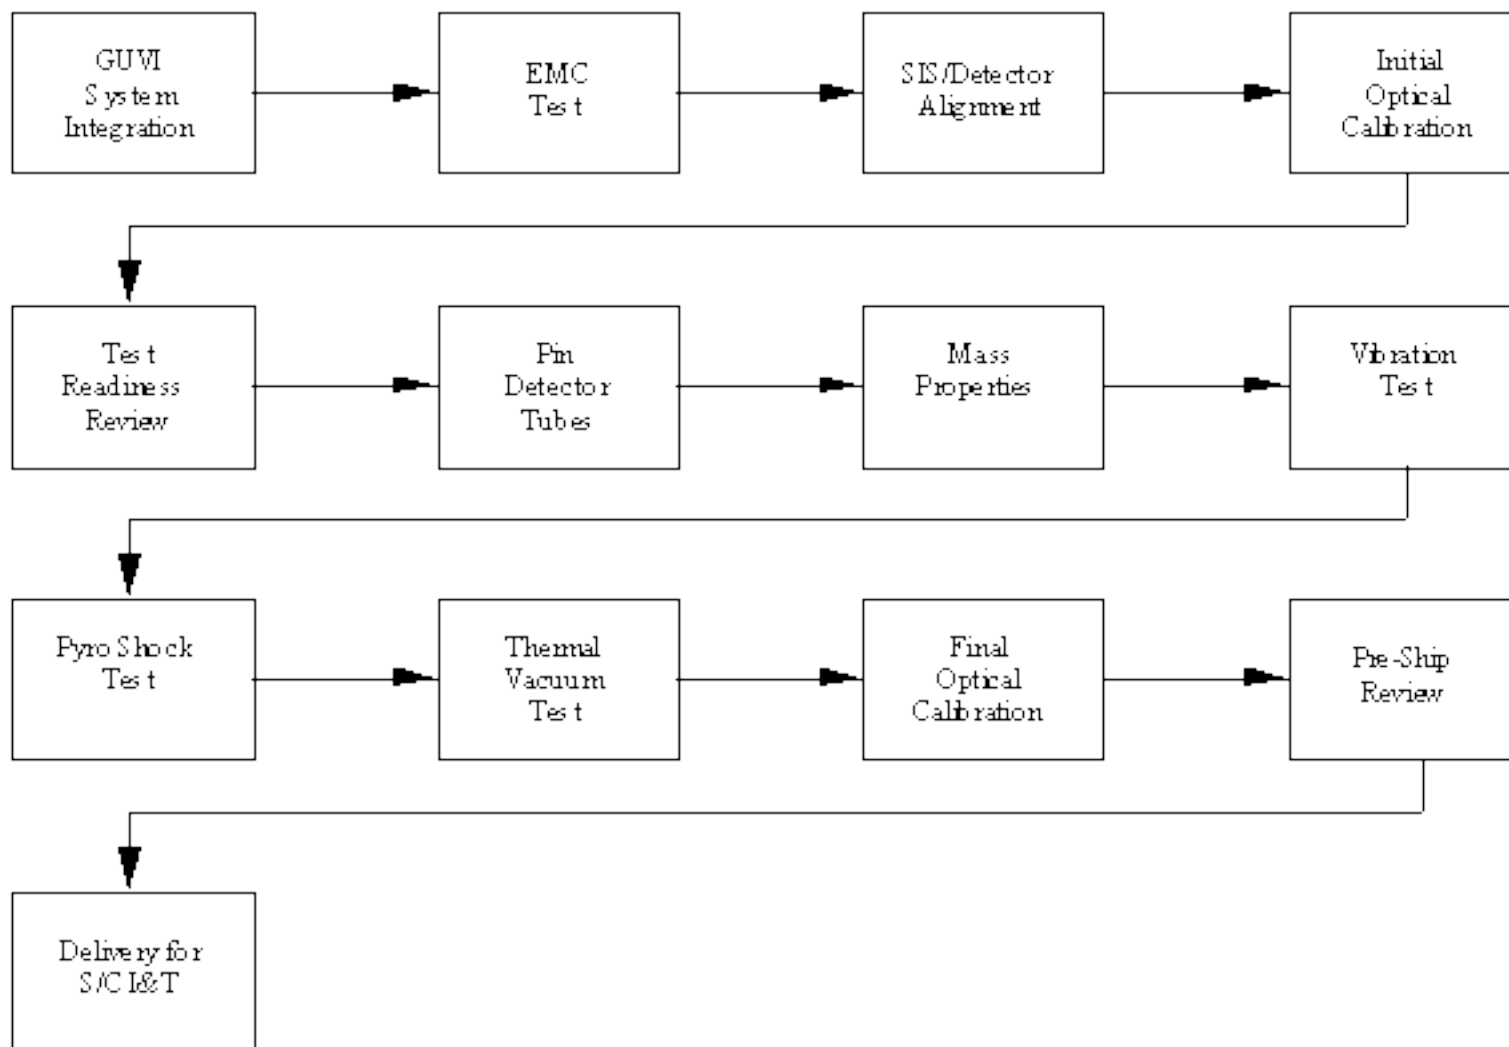 GUVI
System
Integration
EMC
Test
SIS/Detector
Alignment
Initial
Optical
Calibration
Test
Readiness
Review
Pin
Detector
Tubes
Mass
Properties
Vibration
Test
Pyro Shock
Test
Thermal
Vacuum
Test
Final
Optical
Calibration
Pre-Ship
Review
Delivery for
S/C I&T